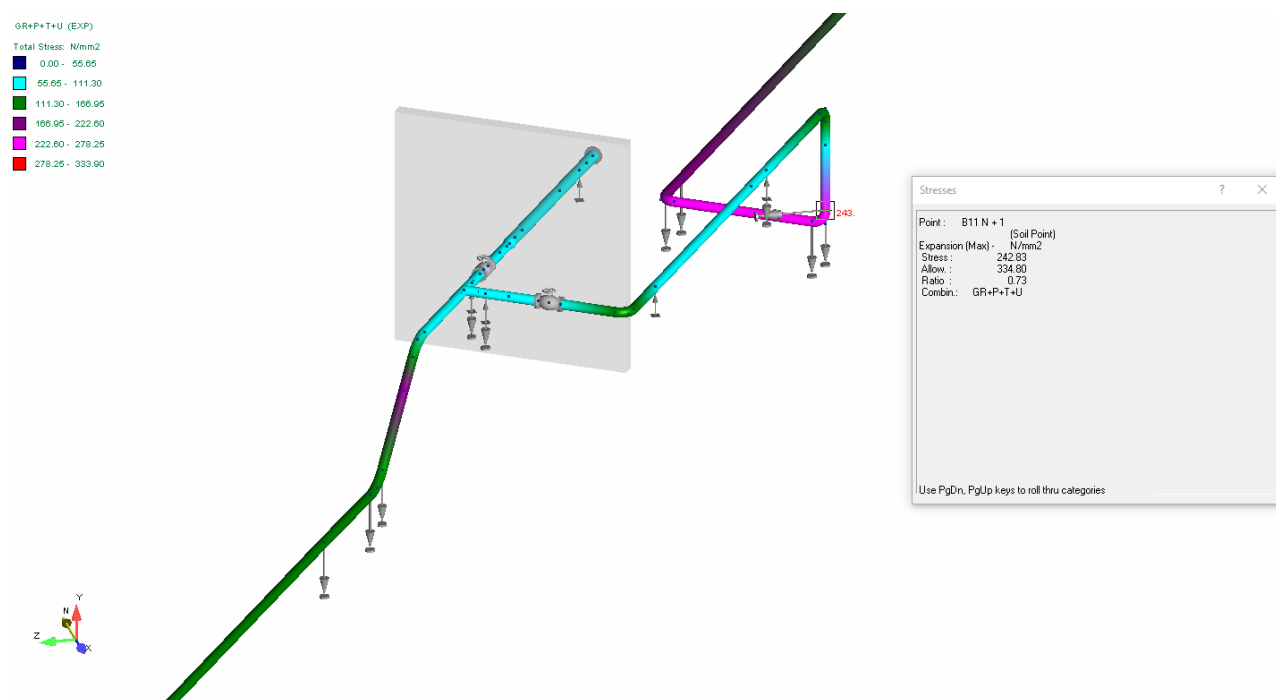 GR+P+T+U (EXP)
Total Stress: N/mm2
0.00 - 55.65
55.65 - 111.30
111.30 - 166.95
166.95 - 222.60
222.60 - 278.25
278.25 - 333.90
243.
Stresses ? ×
Point : B11 N + 1
(Soil Point)
Expansion (Max) - N/mm2
Stress : 242.83
Allow. : 334.80
Ratio : 0.73
Combin.: GR+P+T+U
Use PgDn, PgUp keys to roll thru categories
Y
N
Z
X